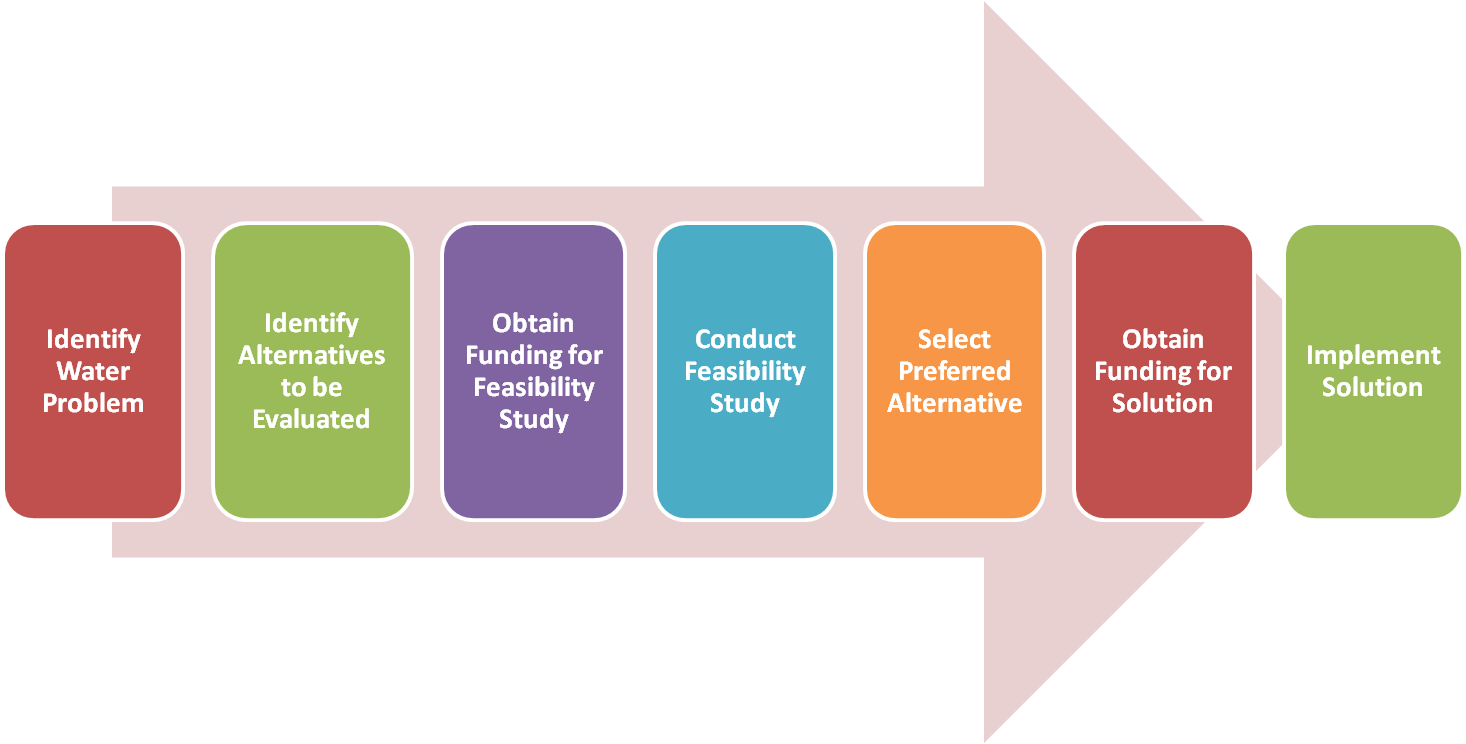 Identify
Water
Problem
Identify
Alternatives
to be
Evaluated
Obtain
Funding for
Feasibility
Study
Conduct
Feasibility
Study
Select
Preferred
Alternative
Obtain
Funding for
Solution
Implement
Solution